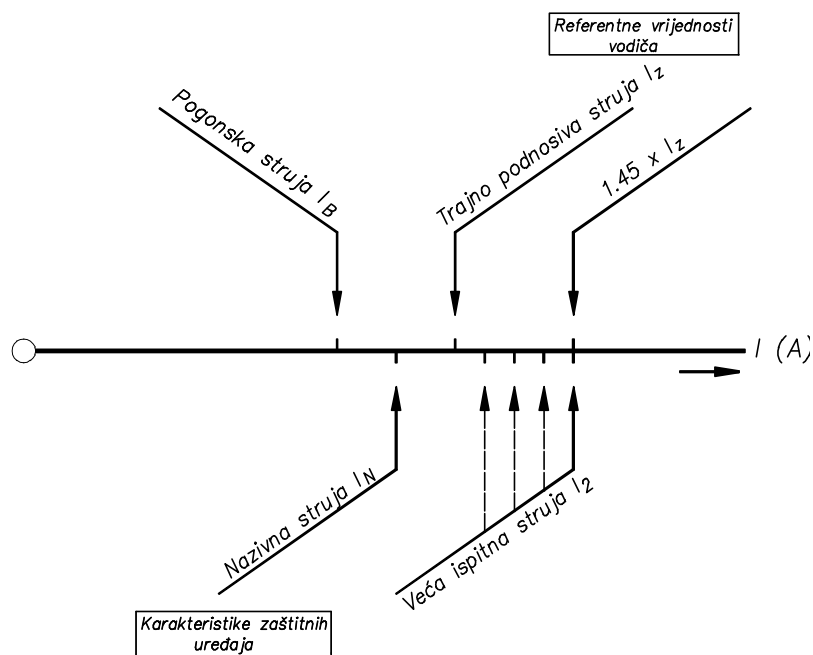 Referentne vrijednosti
vodiča
Pogonska struja I_B
Trajno podnosiva struja I_z
1.45 x I_z
I (A)
Nazivna struja I_N
Veća ispitna struja I_2
Karakteristike zaštitnih
uređaja